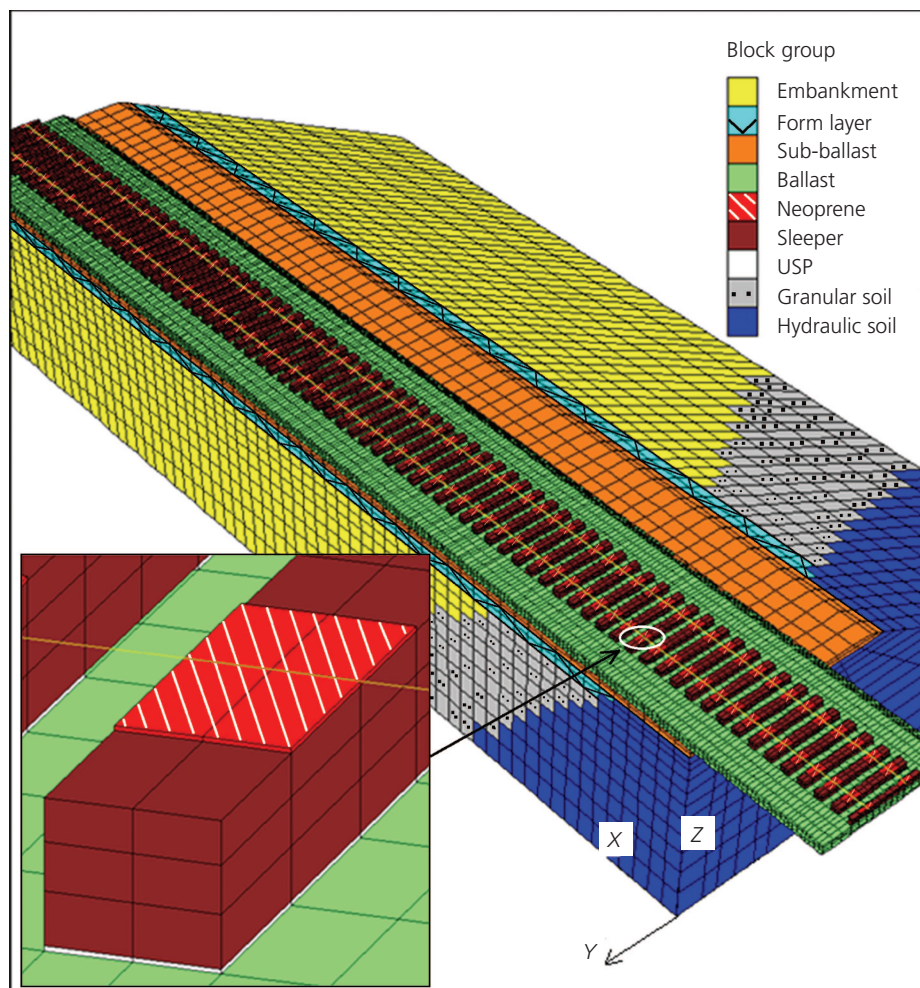 Block group
Embankment
Form layer
Sub-ballast
Ballast
Neoprene
Sleeper
USP
Granular soil
Hydraulic soil
X
Z
Y